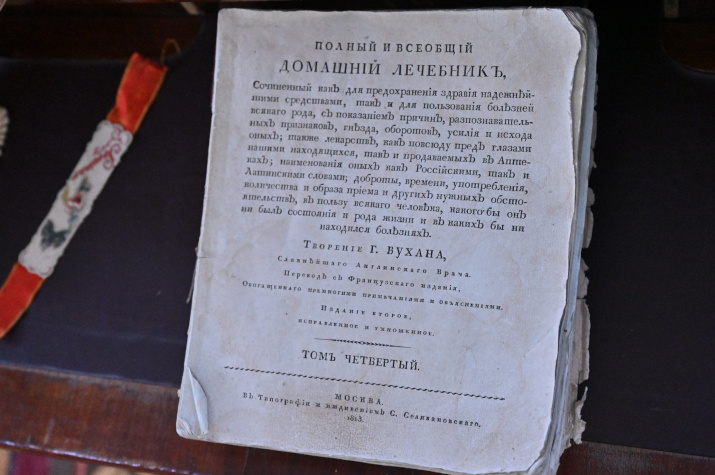 ПОЛНЫЙ И ВСЕОБЩІЙ
ДОМАШНІЙ ЛЕЧЕБНИКЪ,
Сочиненный какъ для предохраненія здравія надежнѣй-
шими средствами, такъ и для пользованія болѣзней
всякаго рода, съ показаніемъ причинъ, разпознаватель-
ныхъ признаковъ, гнѣзда, оборотовъ, усилія и исхода
оныхъ; также лекарствъ, какъ повсюду предъ глазами
нашими находящихся, такъ и продаваемыхъ въ Апте-
кахъ; наименованія оныхъ какъ Россійскими, такъ и
Латинскими словами; доброты, времени, употребленія,
количества и образа пріема и другихъ нужныхъ обсто-
ятельствъ, въ пользу всякаго человѣка, какого бы онъ
ни былъ состоянія и рода жизни и въ какихъ бы ни
находился болѣзняхъ.
ТВОРЕНІЕ Г. БУХАНА,
Славнѣйшаго Англинскаго Врача.
Переводъ съ Французскаго изданія,
Обогащеннаго премногими примѣчаніями и объясненіями.
Изданіе второе,
исправленное и умноженное.
ТОМЪ ЧЕТВЕРТЫЙ.
МОСКВА.
Въ Типографіи и иждивеніемъ С. Селивановскаго,
1813.